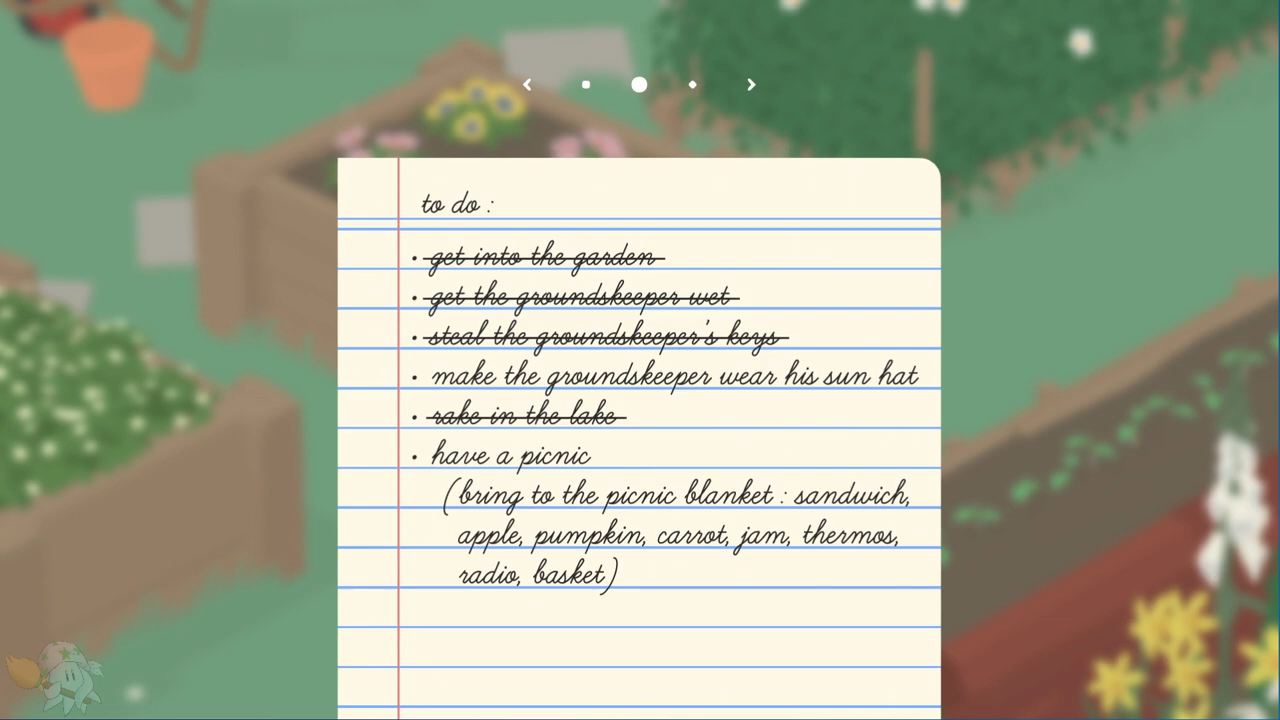 to do :
• get into the garden
• get the groundskeeper wet
• steal the groundskeeper's keys
• make the groundskeeper wear his sun hat
• rake in the lake
• have a picnic
(bring to the picnic blanket : sandwich,
apple, pumpkin, carrot, jam, thermos,
radio, basket)